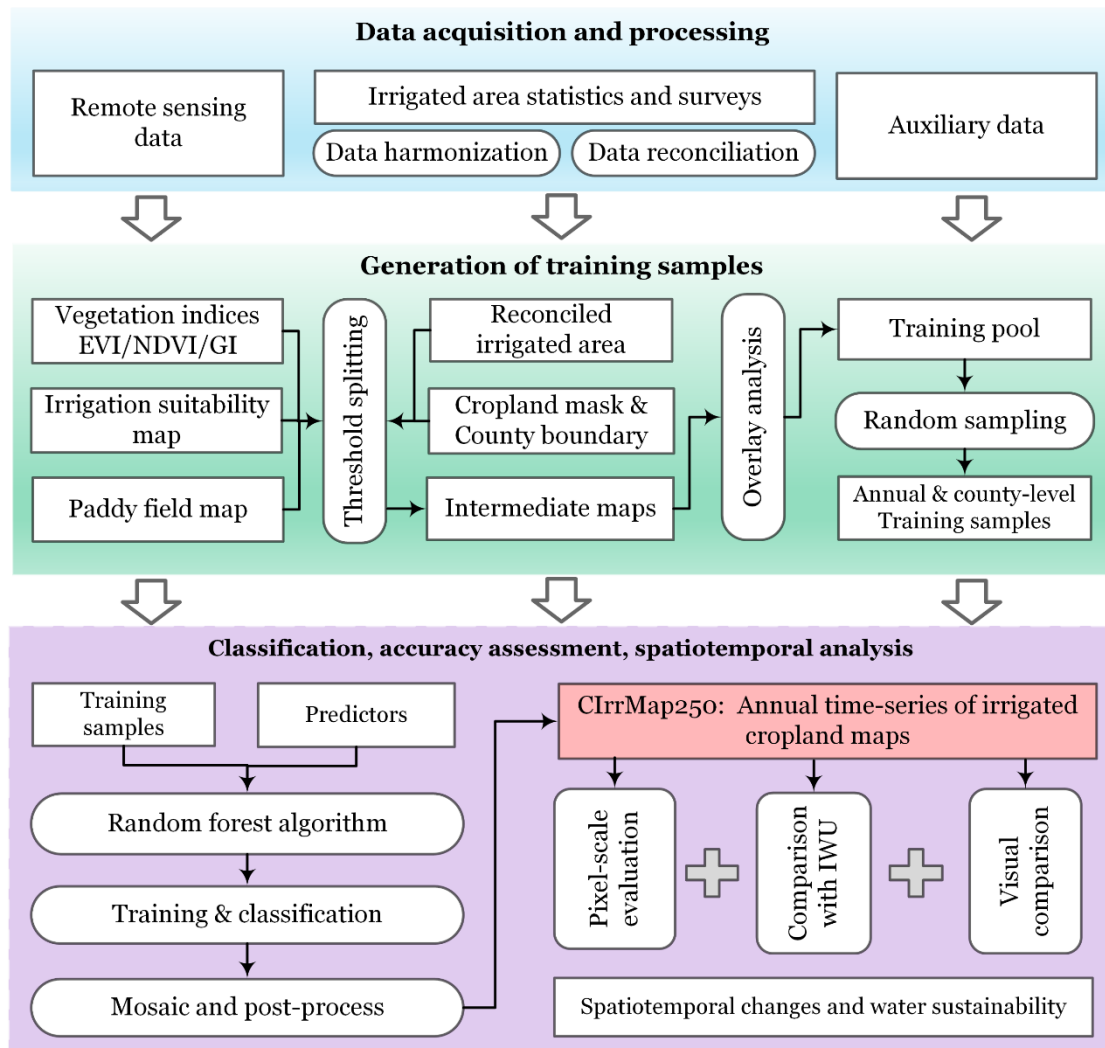 Data acquisition and processing
Remote sensing
data
Irrigated area statistics and surveys
Data harmonization
Data reconciliation
Auxiliary data
Generation of training samples
Vegetation indices
EVI/NDVI/GI
Irrigation suitability
map
Paddy field map
Threshold splitting
Reconciled
irrigated area
Cropland mask &
County boundary
Intermediate maps
Overlay analysis
Training pool
Random sampling
Annual & county-level
Training samples
Classification, accuracy assessment, spatiotemporal analysis
Training
samples
Predictors
Random forest algorithm
Training & classification
Mosaic and post-process
CIrrMap250: Annual time-series of irrigated
cropland maps
Pixel-scale
evaluation
Comparison
with IWU
Visual
comparison
Spatiotemporal changes and water sustainability